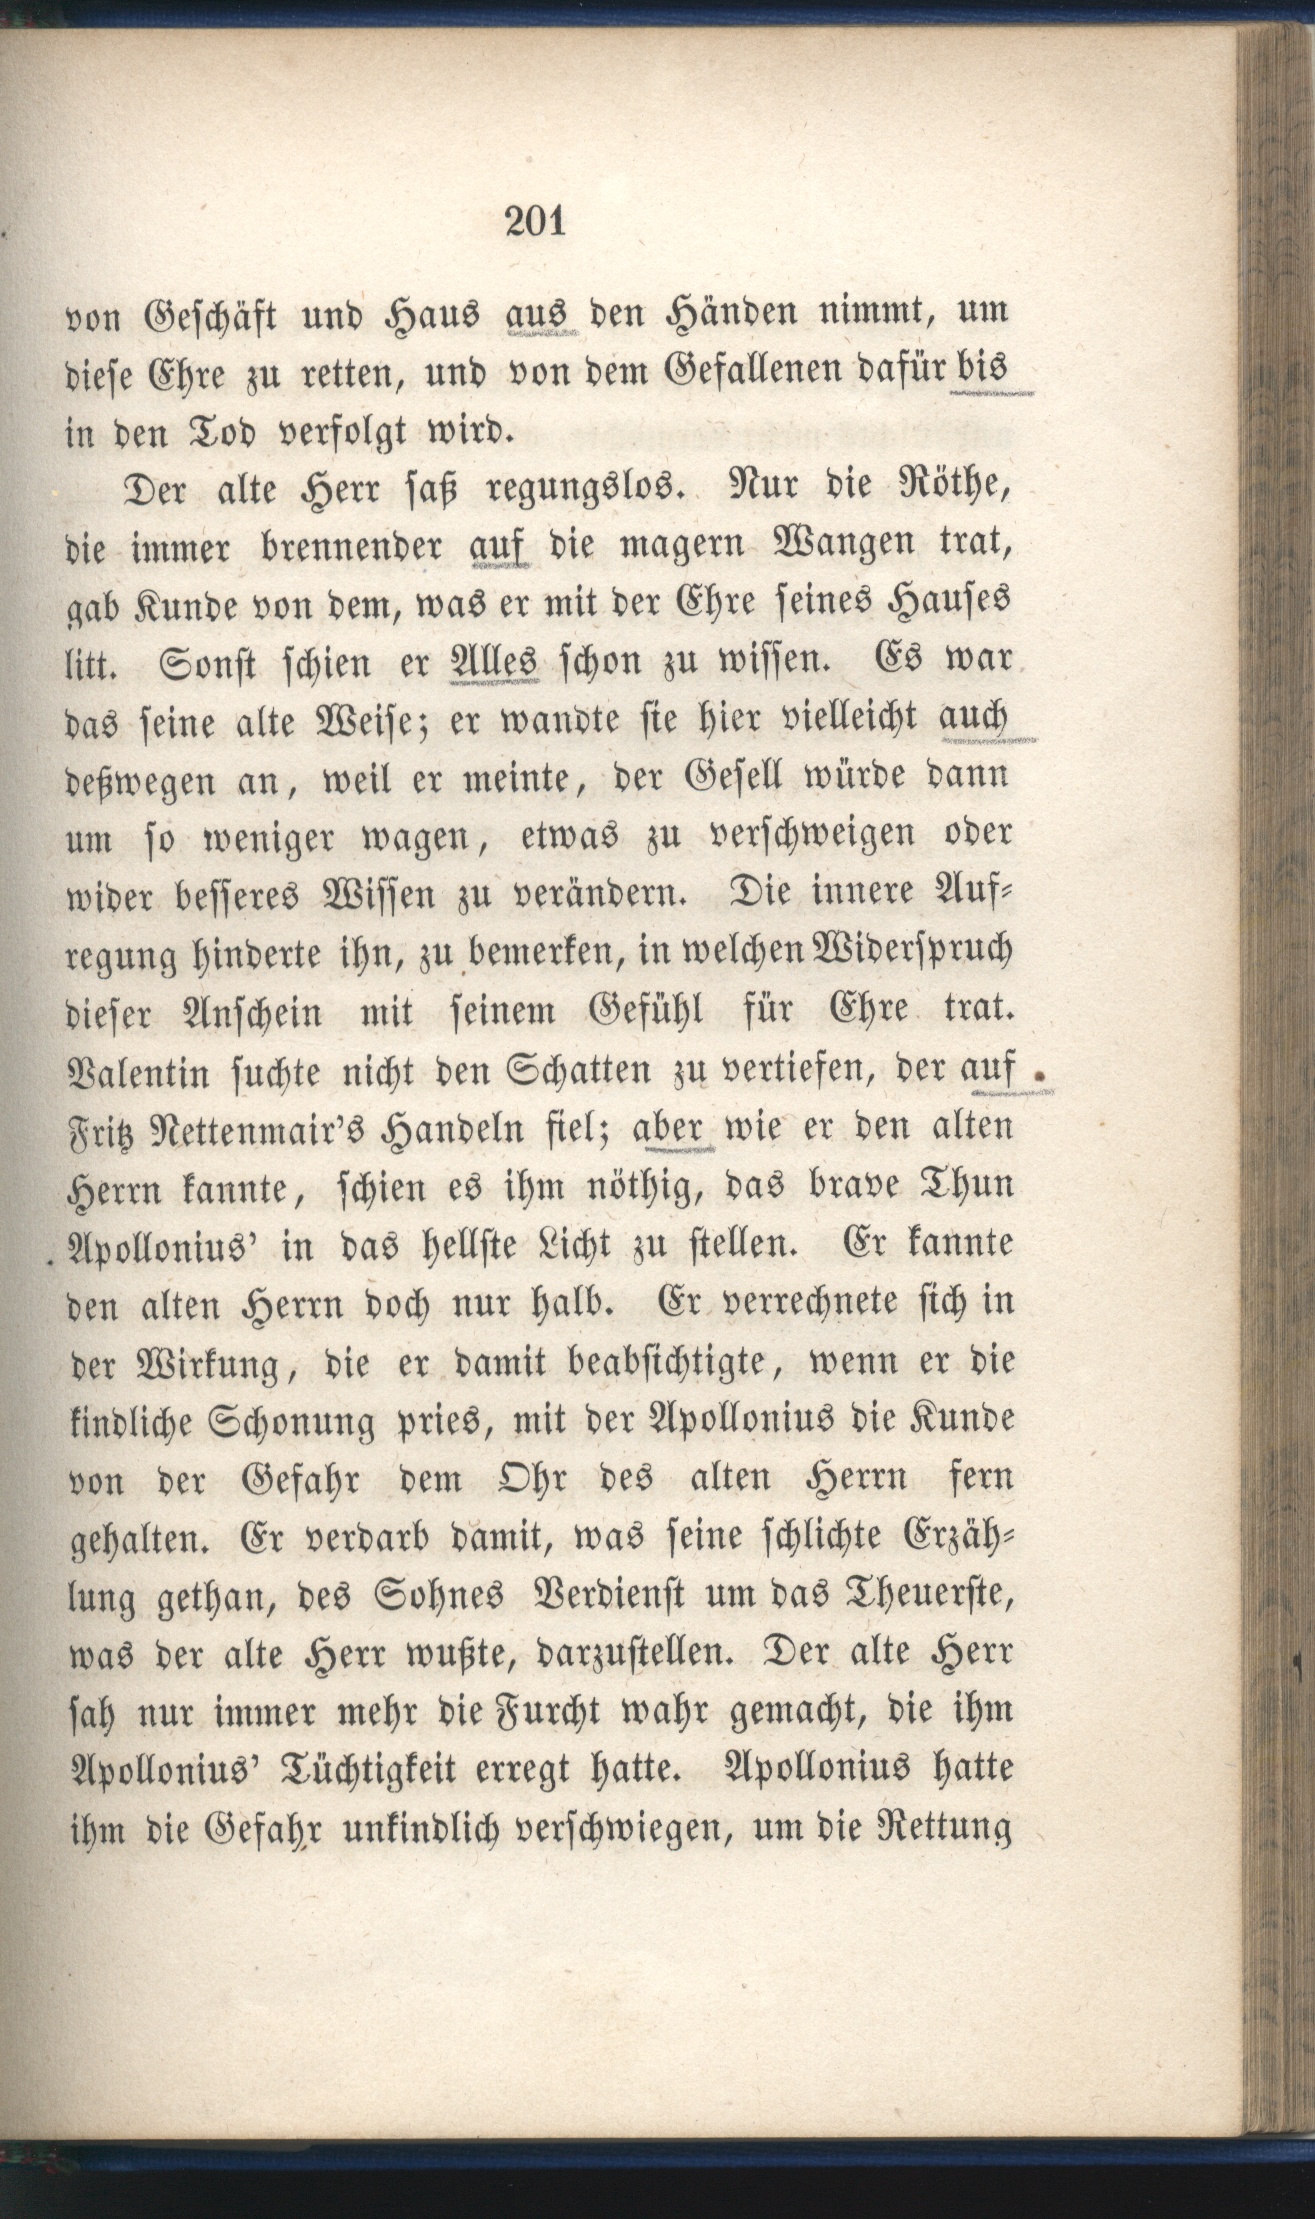 201
von Geschäft und Haus aus den Händen nimmt, um
diese Ehre zu retten, und von dem Gefallenen dafür bis
in den Tod verfolgt wird.
Der alte Herr saß regungslos. Nur die Röthe,
die immer brennender auf die magern Wangen trat,
gab Kunde von dem, was er mit der Ehre seines Hauses
litt. Sonst schien er Alles schon zu wissen. Es war
das seine alte Weise; er wandte sie hier vielleicht auch
deßwegen an, weil er meinte, der Gesell würde dann
um so weniger wagen, etwas zu verschweigen oder
wider besseres Wissen zu verändern. Die innere Auf-
regung hinderte ihn, zu bemerken, in welchen Widerspruch
dieser Anschein mit seinem Gefühl für Ehre trat.
Valentin suchte nicht den Schatten zu vertiefen, der auf
Fritz Nettenmair's Handeln fiel; aber wie er den alten
Herrn kannte, schien es ihm nöthig, das brave Thun
Apollonius' in das hellste Licht zu stellen. Er kannte
den alten Herrn doch nur halb. Er verrechnete sich in
der Wirkung, die er damit beabsichtigte, wenn er die
kindliche Schonung pries, mit der Apollonius die Kunde
von der Gefahr dem Ohr des alten Herrn fern
gehalten. Er verdarb damit, was seine schlichte Erzäh-
lung gethan, des Sohnes Verdienst um das Theuerste,
was der alte Herr wußte, darzustellen. Der alte Herr
sah nur immer mehr die Furcht wahr gemacht, die ihm
Apollonius' Tüchtigkeit erregt hatte. Apollonius hatte
ihm die Gefahr unkindlich verschwiegen, um die Rettung